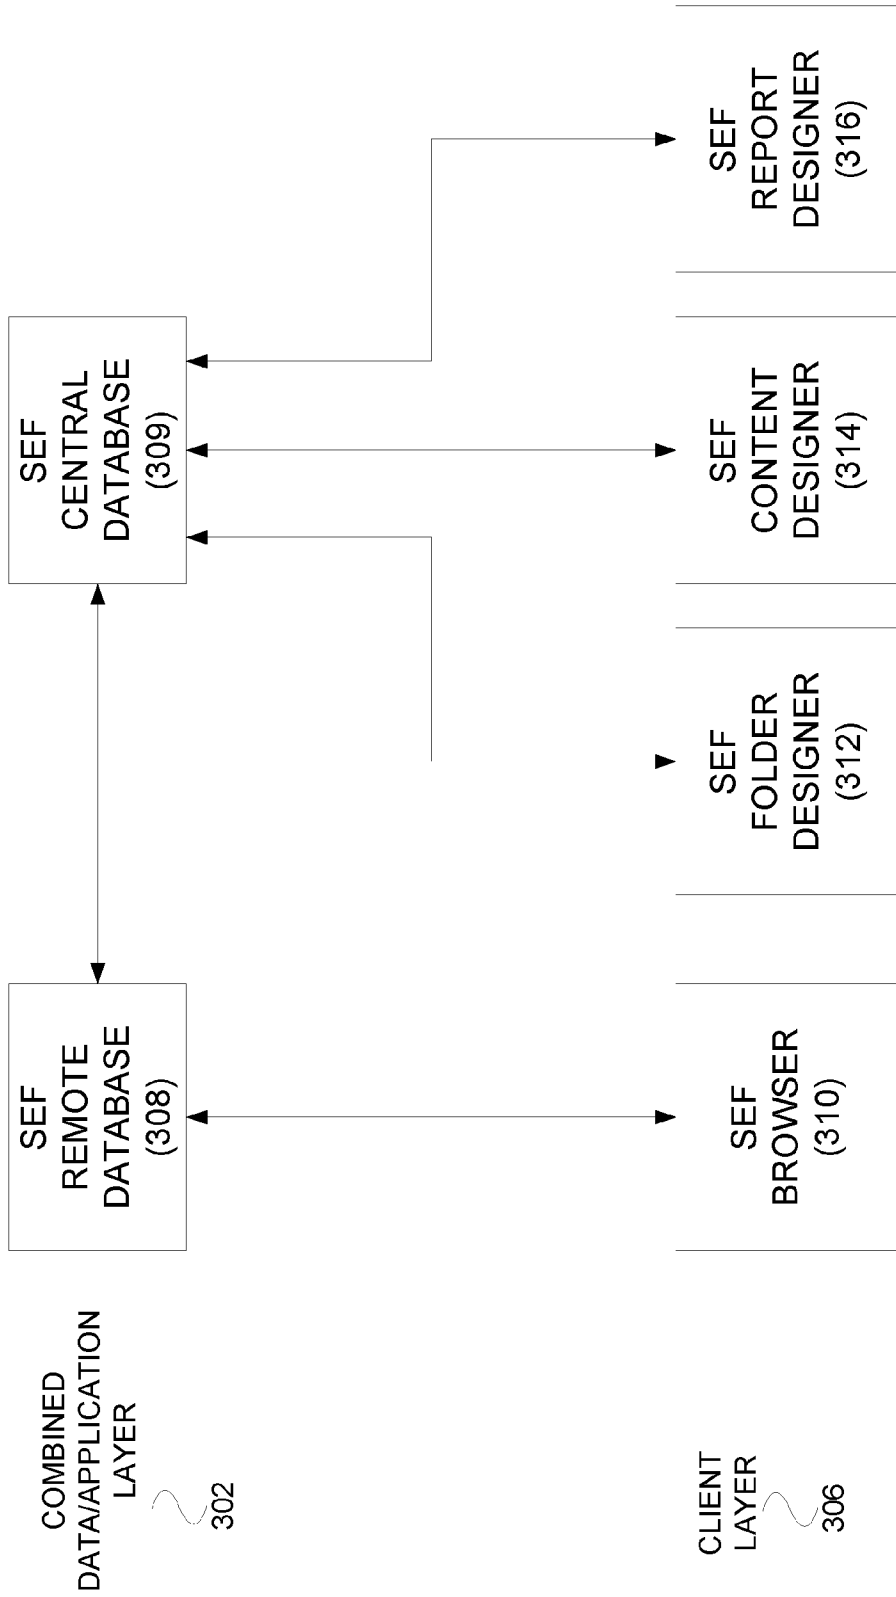 COMBINED
DATA/APPLICATION
LAYER
302
SEF
REMOTE
DATABASE
(308)
SEF
CENTRAL
DATABASE
(309)
CLIENT
LAYER
306
SEF
BROWSER
(310)
SEF
FOLDER
DESIGNER
(312)
SEF
CONTENT
DESIGNER
(314)
SEF
REPORT
DESIGNER
(316)